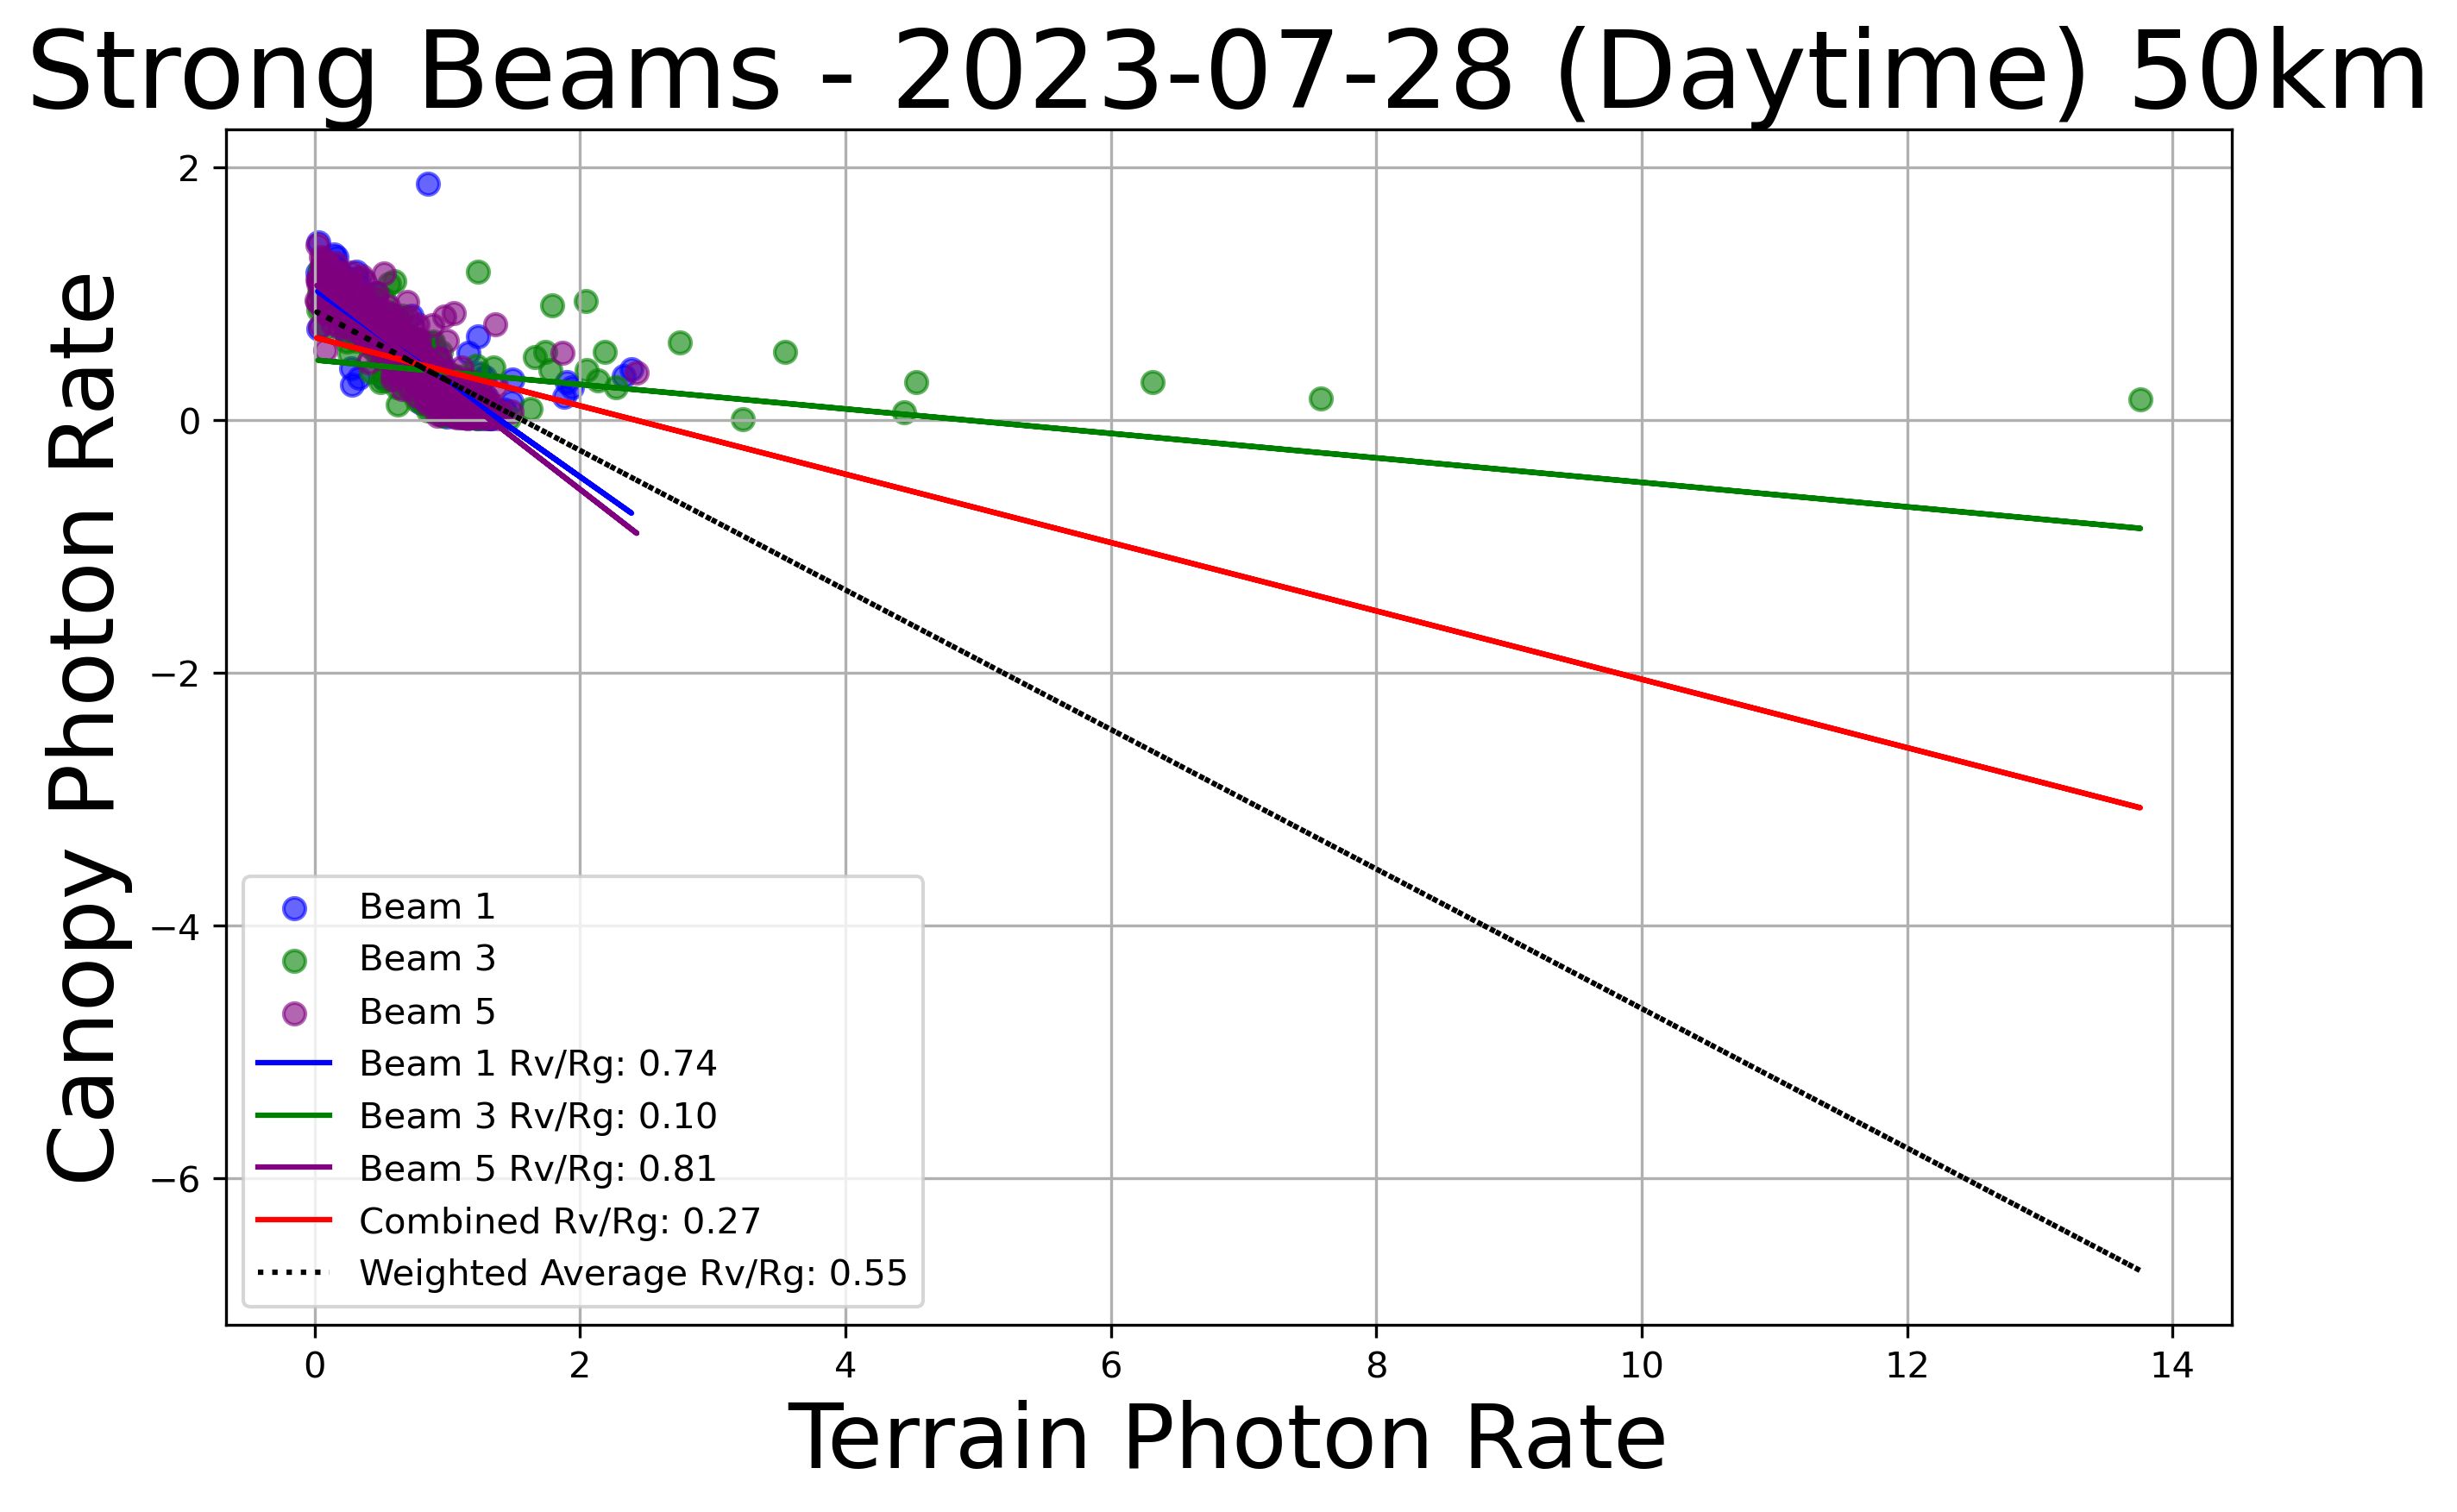 Strong Beams - 2023-07-28 (Daytime) 50km
Canopy Photon Rate
2
0
−2
−4
−6
Beam 1
Beam 3
Beam 5
Beam 1 Rv/Rg: 0.74
Beam 3 Rv/Rg: 0.10
Beam 5 Rv/Rg: 0.81
Combined Rv/Rg: 0.27
Weighted Average Rv/Rg: 0.55
0 2 4 6 8 10 12 14
Terrain Photon Rate